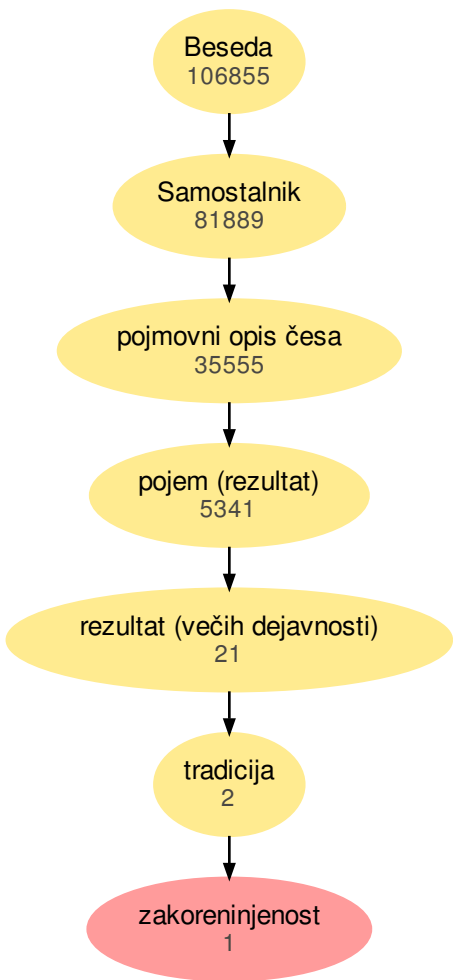 Beseda
106855
Samostalnik
81889
pojmovni opis česa
35555
pojem (rezultat)
5341
rezultat (večih dejavnosti)
21
tradicija
2
zakoreninjenost
1